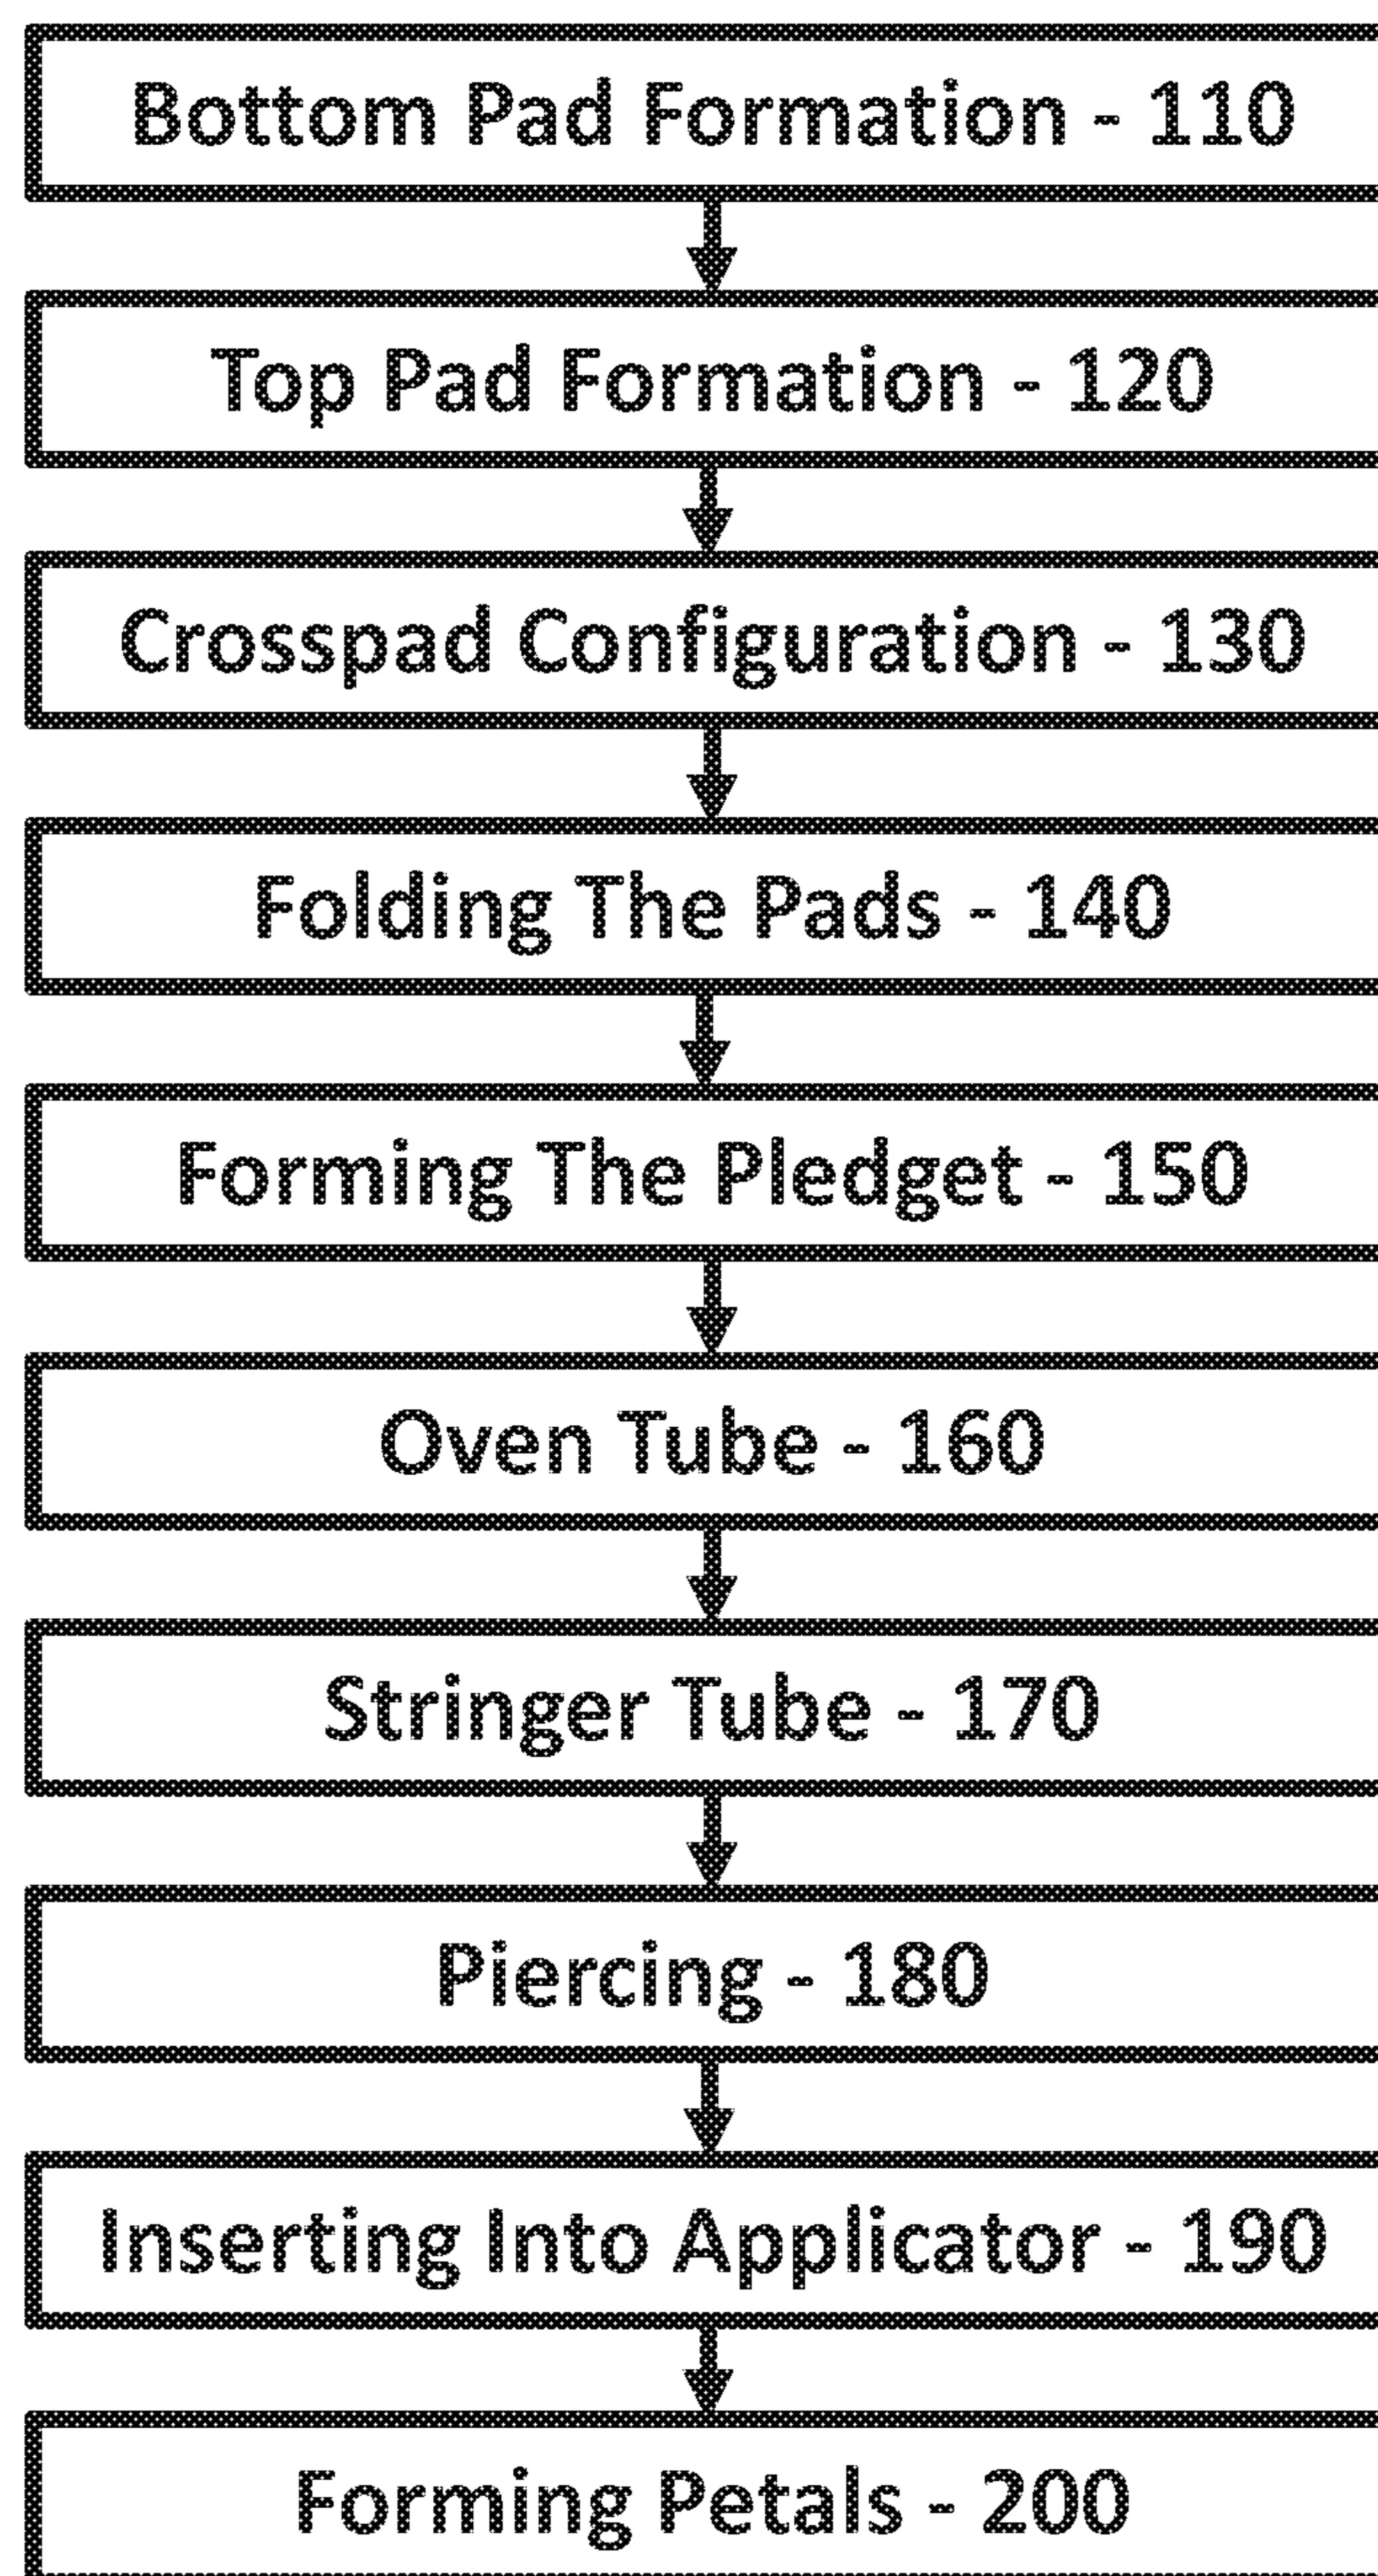 Bottom Pad Formation - 110
Top Pad Formation - 120
Crosspad Configuration - 130
Folding The Pads - 140
Forming The Pledget - 150
Oven Tube - 160
Stringer Tube - 170
Piercing - 180
Inserting Into Applicator - 190
Forming Petals - 200